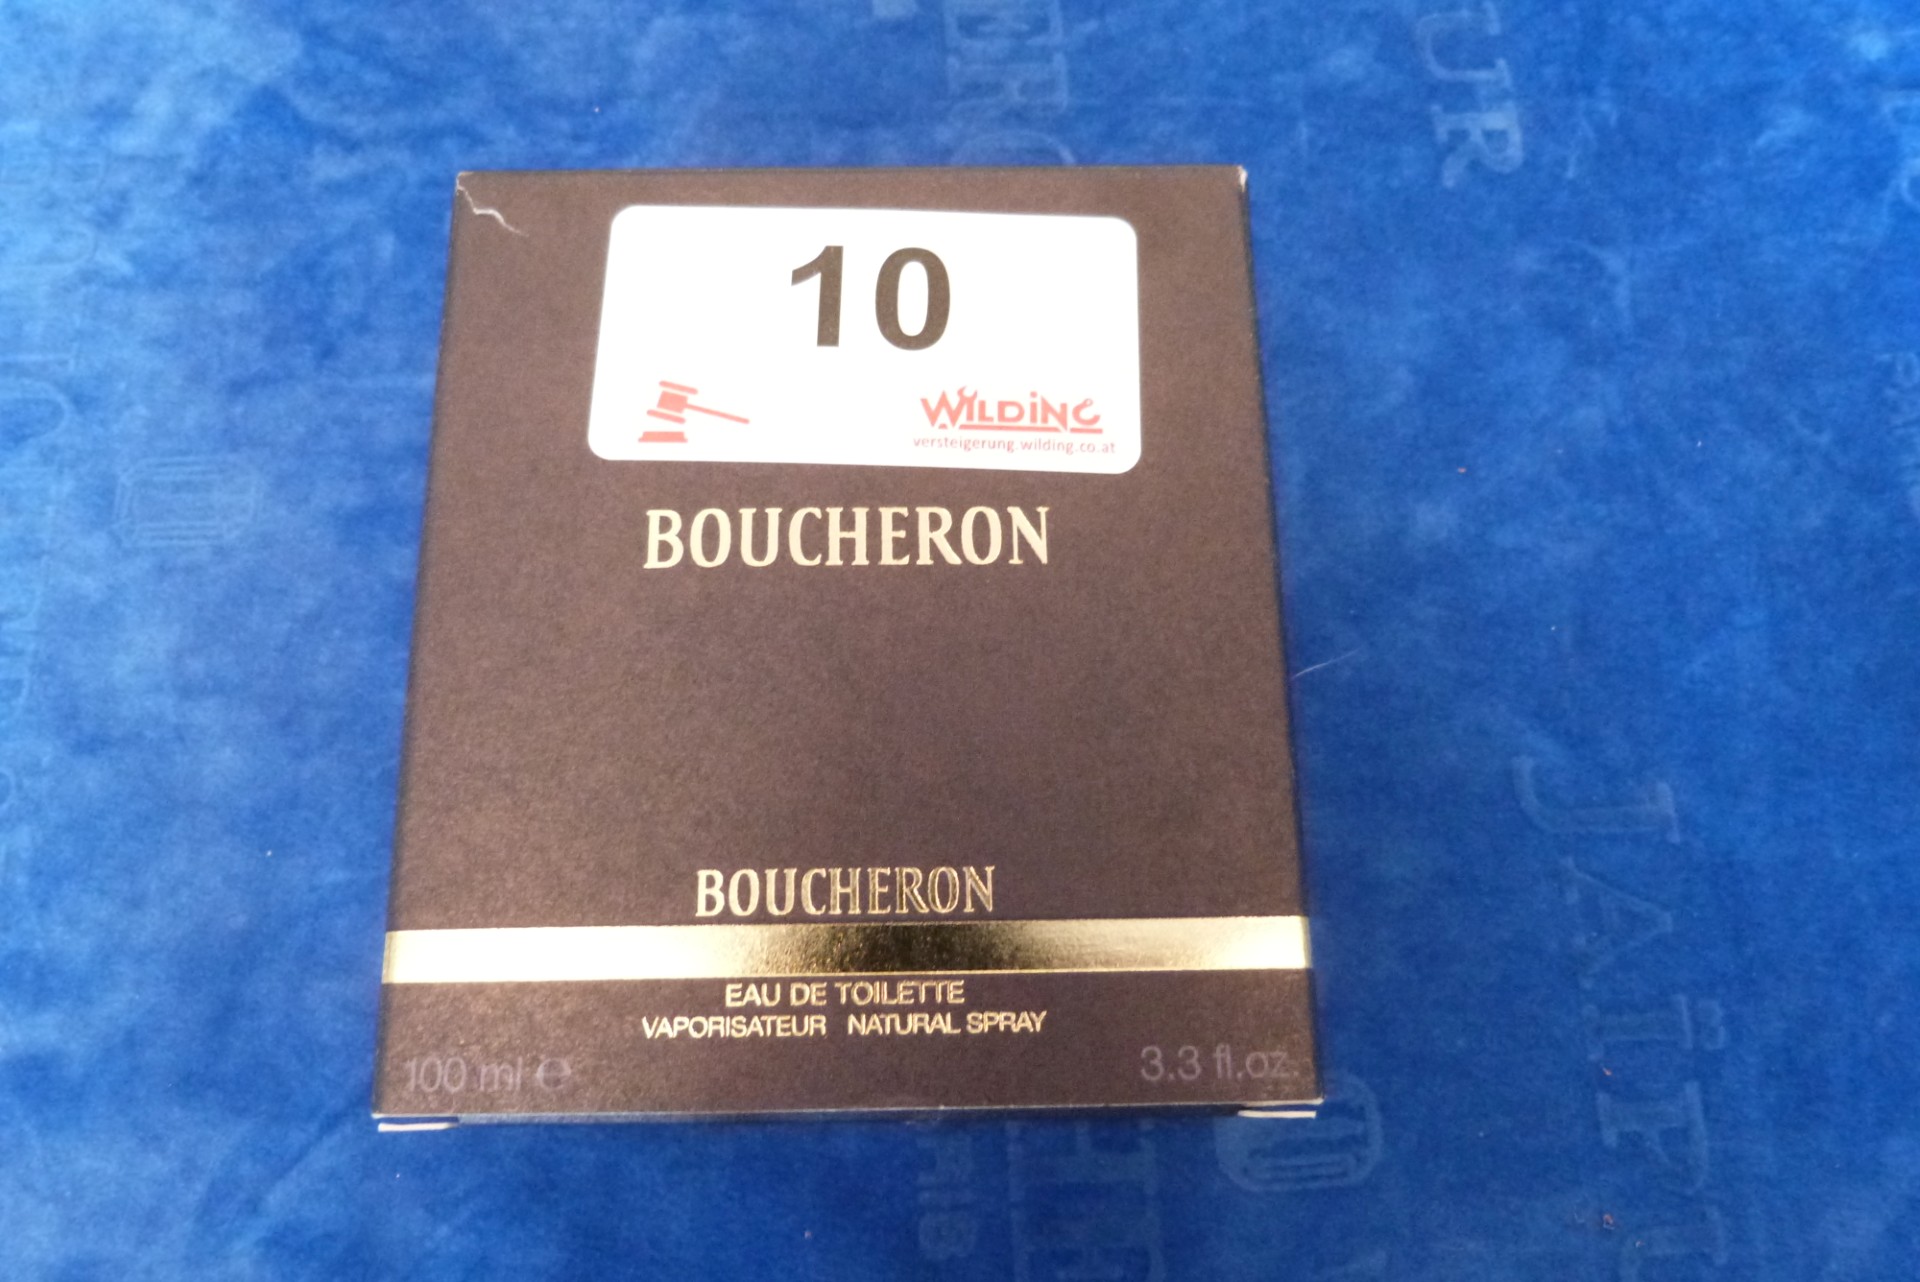 10
WILDING
versteigerung.wilding.co.at
BOUCHERON
BOUCHERON
EAU DE TOILETTE
VAPORISATEUR NATURAL SPRAY
100 ml e 3.3 fl.oz.